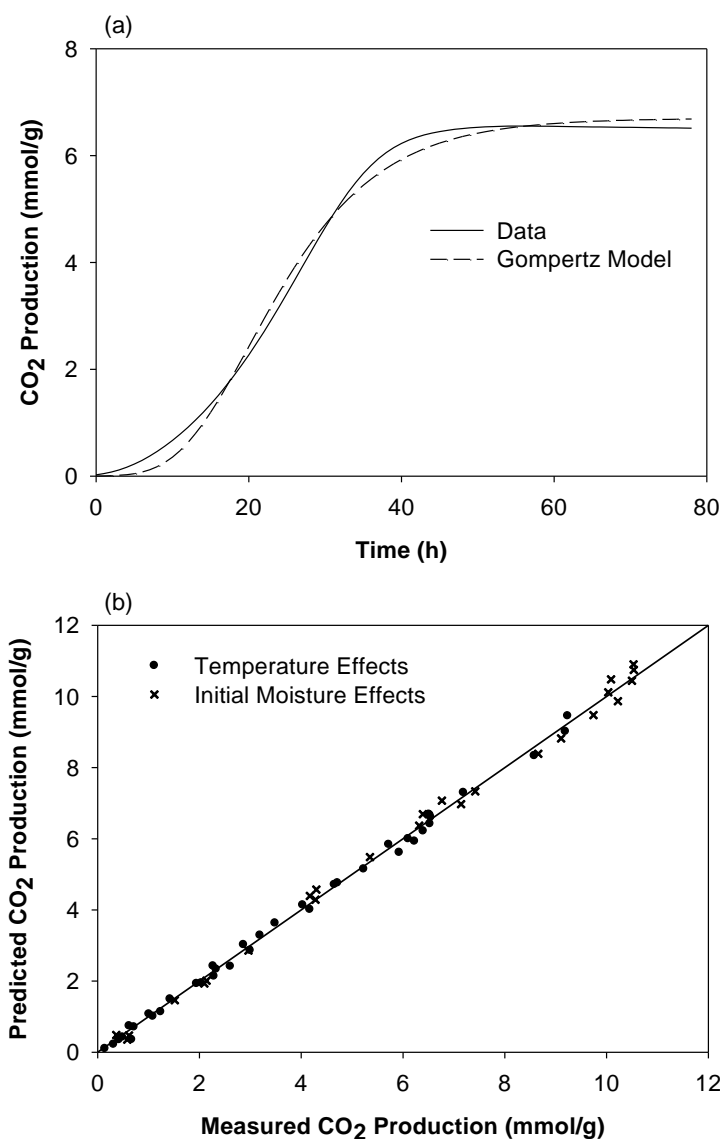 (a)
8
6
4
2
0
CO2 Production (mmol/g)
Data
Gompertz Model
0 20 40 60 80
Time (h)
(b)
12
10
8
6
4
2
0
Predicted CO2 Production (mmol/g)
Temperature Effects
Initial Moisture Effects
0 2 4 6 8 10 12
Measured CO2 Production (mmol/g)